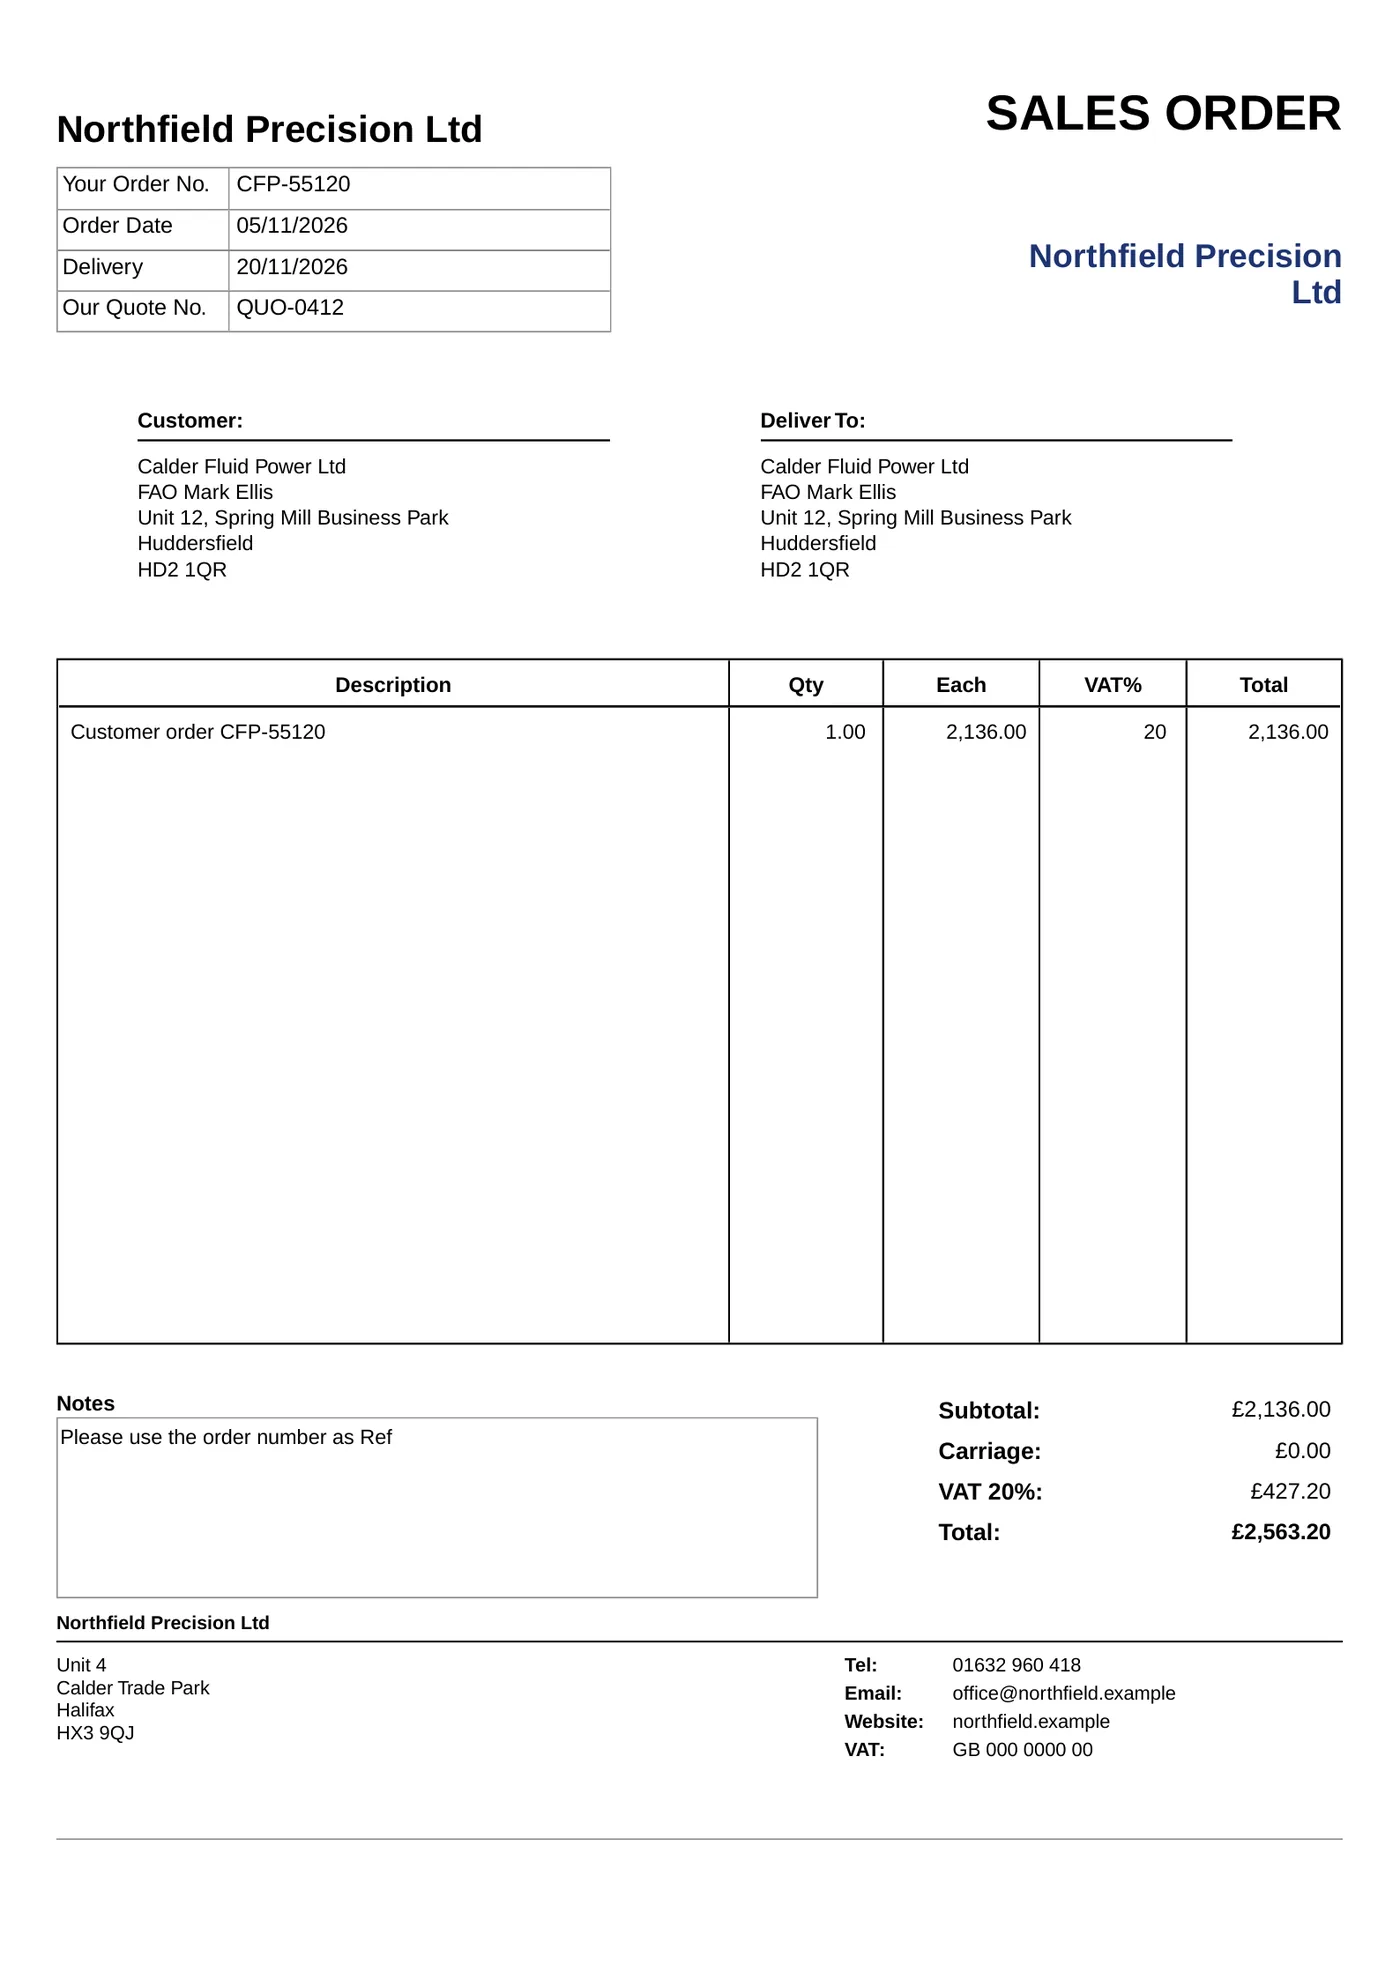 SALES ORDER
Northfield Precision Ltd
Your Order No. CFP-55120
Order Date 05/11/2026
Delivery 20/11/2026
Our Quote No. QUO-0412
Northfield Precision
Ltd
Customer:
Calder Fluid Power Ltd
FAO Mark Ellis
Unit 12, Spring Mill Business Park
Huddersfield
HD2 1QR
Deliver To:
Calder Fluid Power Ltd
FAO Mark Ellis
Unit 12, Spring Mill Business Park
Huddersfield
HD2 1QR
Description Qty Each VAT% Total
Customer order CFP-55120 1.00 2,136.00 20 2,136.00
Notes
Please use the order number as Ref
Subtotal: £2,136.00
Carriage: £0.00
VAT 20%: £427.20
Total: £2,563.20
Northfield Precision Ltd
Unit 4
Calder Trade Park
Halifax
HX3 9QJ
Tel: 01632 960 418
Email: office@northfield.example
Website: northfield.example
VAT: GB 000 0000 00